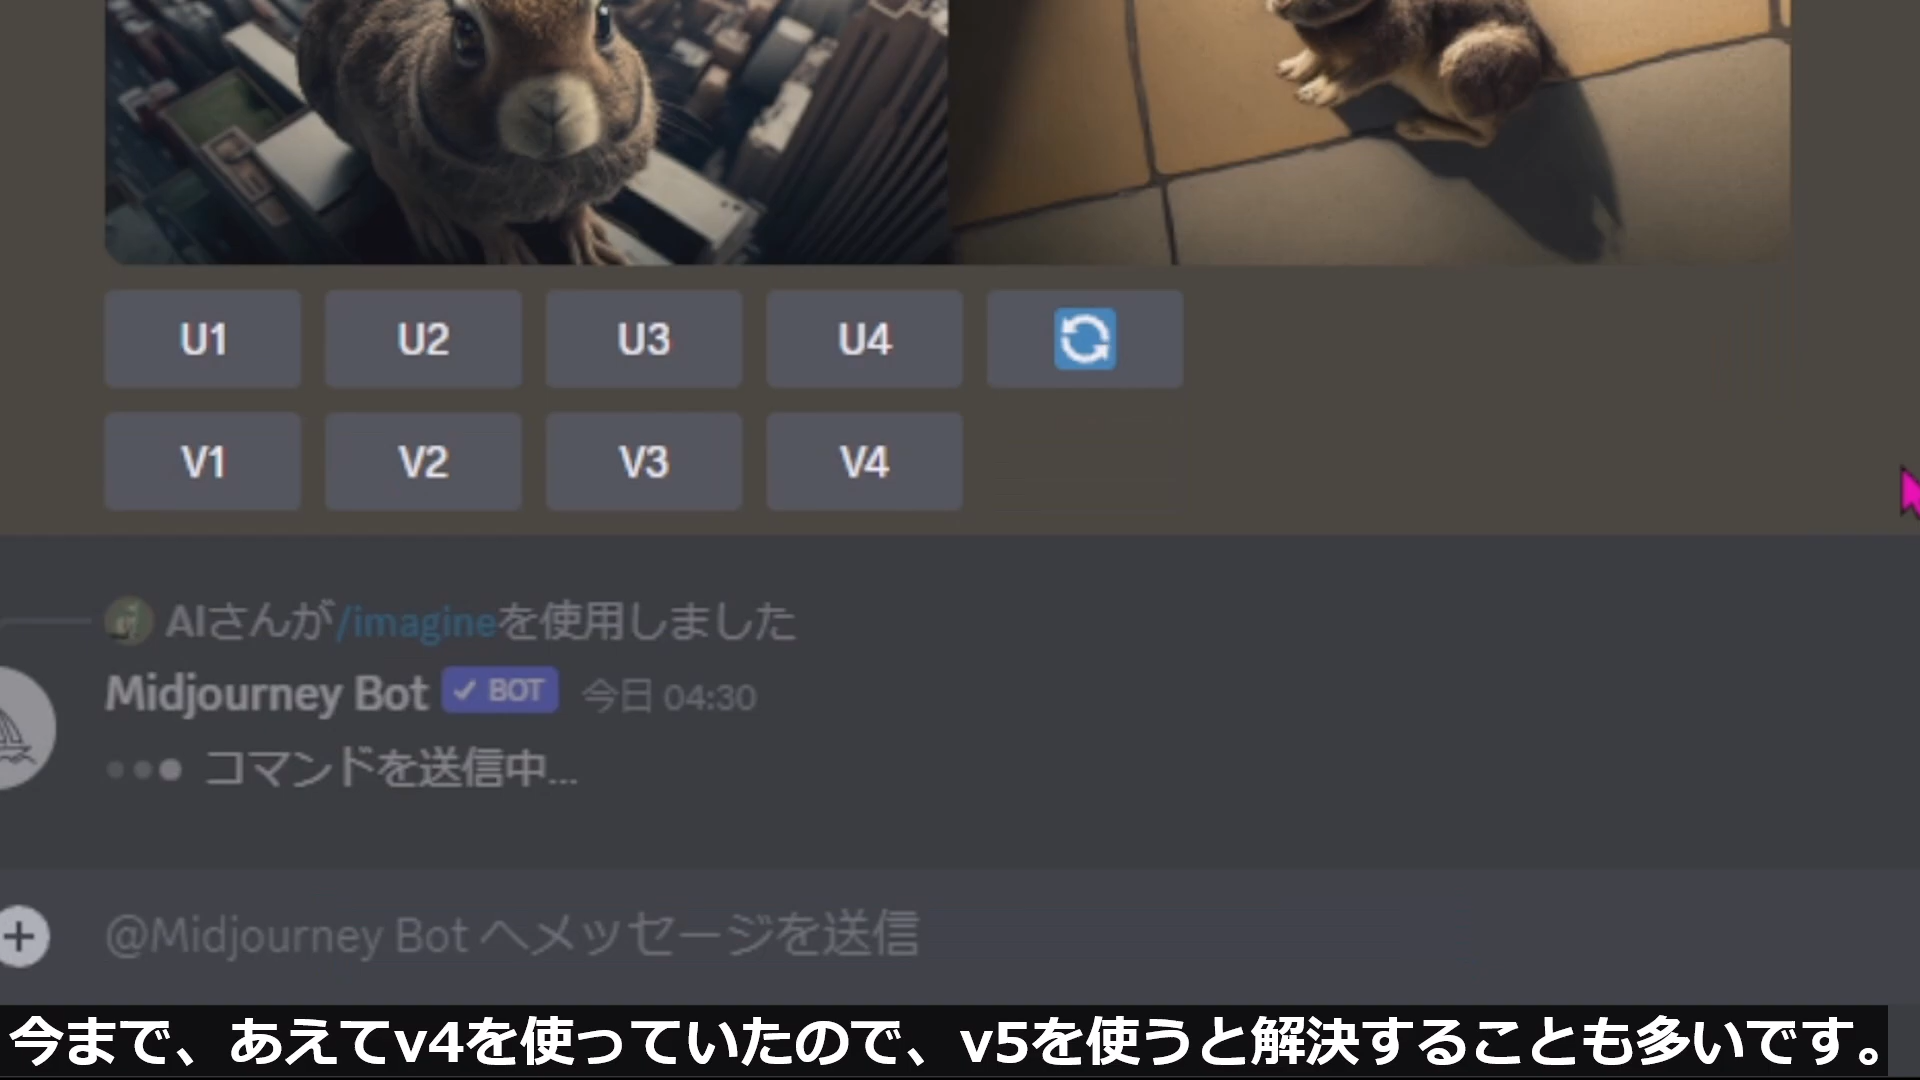 U1 U2 U3 U4
V1 V2 V3 V4
AIさんが/imagineを使用しました
Midjourney Bot ✓ BOT 今日 04:30
コマンドを送信中...
@Midjourney Bot へメッセージを送信
今まで、あえてv4を使っていたので、v5を使うと解決することも多いです。